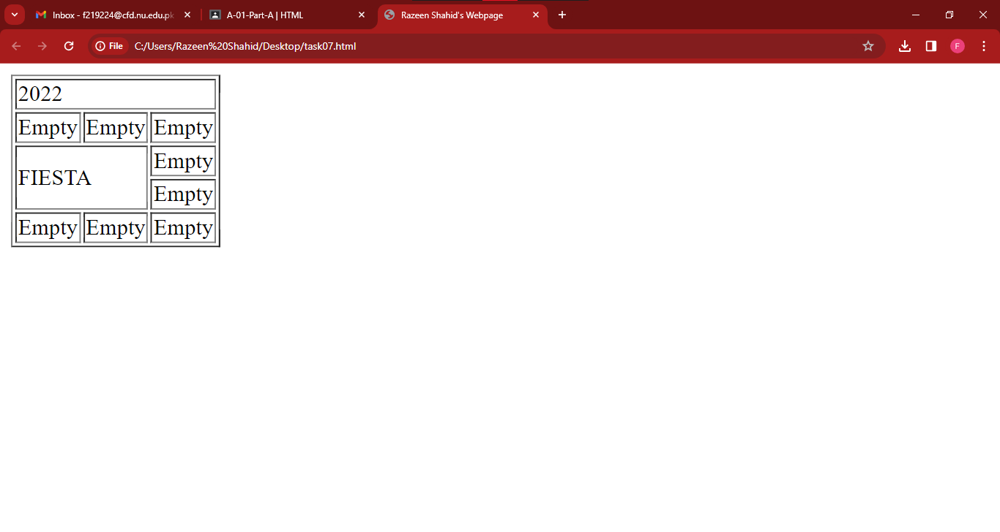 Inbox - f219224@cfd.nu.edu.pk
A-01-Part-A | HTML
Razeen Shahid's Webpage
File
C:/Users/Razeen%20Shahid/Desktop/task07.html
F
2022
Empty Empty Empty
FIESTA
Empty
Empty
Empty Empty Empty